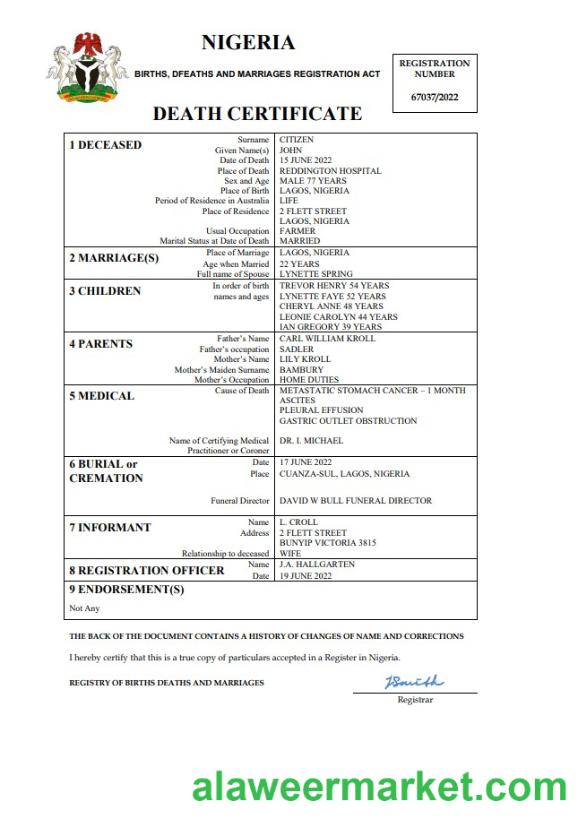 NIGERIA
BIRTHS, DFEATHS AND MARRIAGES REGISTRATION ACT
REGISTRATION
NUMBER
67037/2022
DEATH CERTIFICATE
1 DECEASED
Surname CITIZEN
Given Name(s) JOHN
Date of Death 15 JUNE 2022
Place of Death REDDINGTON HOSPITAL
Sex and Age MALE 77 YEARS
Place of Birth LAGOS, NIGERIA
Period of Residence in Australia LIFE
Place of Residence 2 FLETT STREET
LAGOS, NIGERIA
Usual Occupation FARMER
Marital Status at Date of Death MARRIED
2 MARRIAGE(S)
Place of Marriage LAGOS, NIGERIA
Age when Married 22 YEARS
Full name of Spouse LYNETTE SPRING
3 CHILDREN
In order of birth TREVOR HENRY 54 YEARS
names and ages LYNETTE FAYE 52 YEARS
CHERYL ANNE 48 YEARS
LEONIE CAROLYN 44 YEARS
IAN GREGORY 39 YEARS
4 PARENTS
Father's Name CARL WILLIAM KROLL
Father's occupation SADLER
Mother's Name LILY KROLL
Mother's Maiden Surname BAMBURY
Mother's Occupation HOME DUTIES
5 MEDICAL
Cause of Death METASTATIC STOMACH CANCER – 1 MONTH
ASCITES
PLEURAL EFFUSION
GASTRIC OUTLET OBSTRUCTION
Name of Certifying Medical DR. I. MICHAEL
Practitioner or Coroner
6 BURIAL or
CREMATION
Date 17 JUNE 2022
Place CUANZA-SUL, LAGOS, NIGERIA
Funeral Director DAVID W BULL FUNERAL DIRECTOR
7 INFORMANT
Name L. CROLL
Address 2 FLETT STREET
BUNYIP VICTORIA 3815
Relationship to deceased WIFE
8 REGISTRATION OFFICER
Name J.A. HALLGARTEN
Date 19 JUNE 2022
9 ENDORSEMENT(S)
Not Any
THE BACK OF THE DOCUMENT CONTAINS A HISTORY OF CHANGES OF NAME AND CORRECTIONS
I hereby certify that this is a true copy of particulars accepted in a Register in Nigeria.
REGISTRY OF BIRTHS DEATHS AND MARRIAGES
JSmith
Registrar
alaweermarket.com